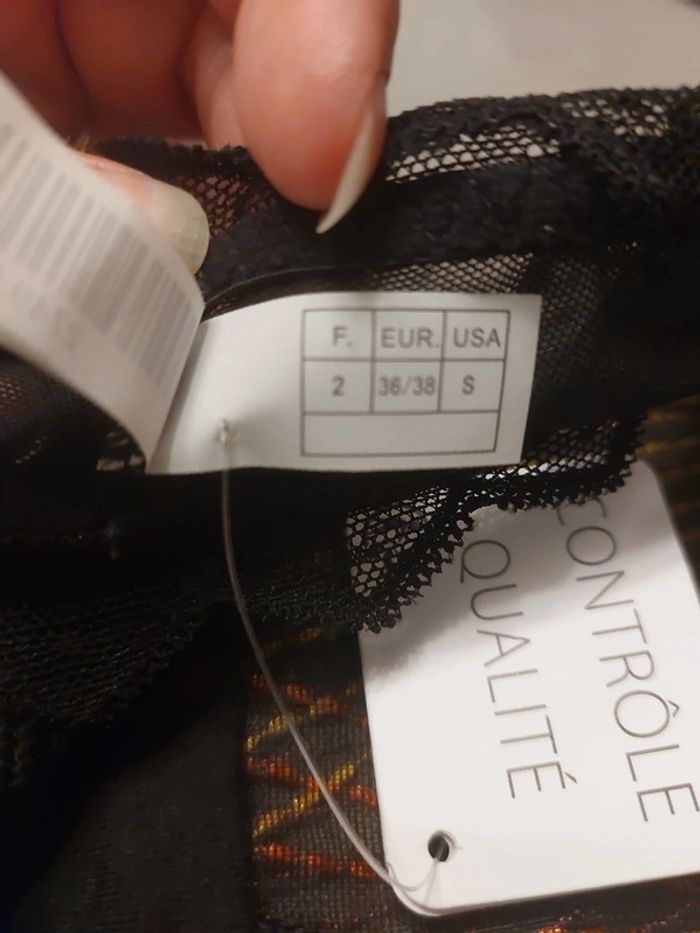 F. EUR. USA
2 36/38 S
CONTRÔLE
QUALITÉ